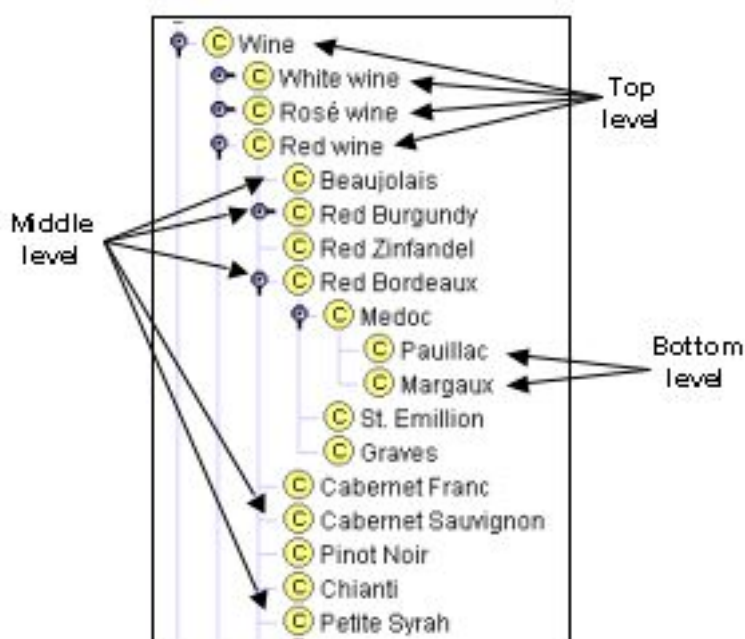 C Wine
C White wine
C Rosé wine
C Red wine
C Beaujolais
C Red Burgundy
C Red Zinfandel
C Red Bordeaux
C Medoc
C Pauillac
C Margaux
C St. Emillion
C Graves
C Cabernet Franc
C Cabernet Sauvignon
C Pinot Noir
C Chianti
C Petite Syrah
Top
level
Middle
level
Bottom
level